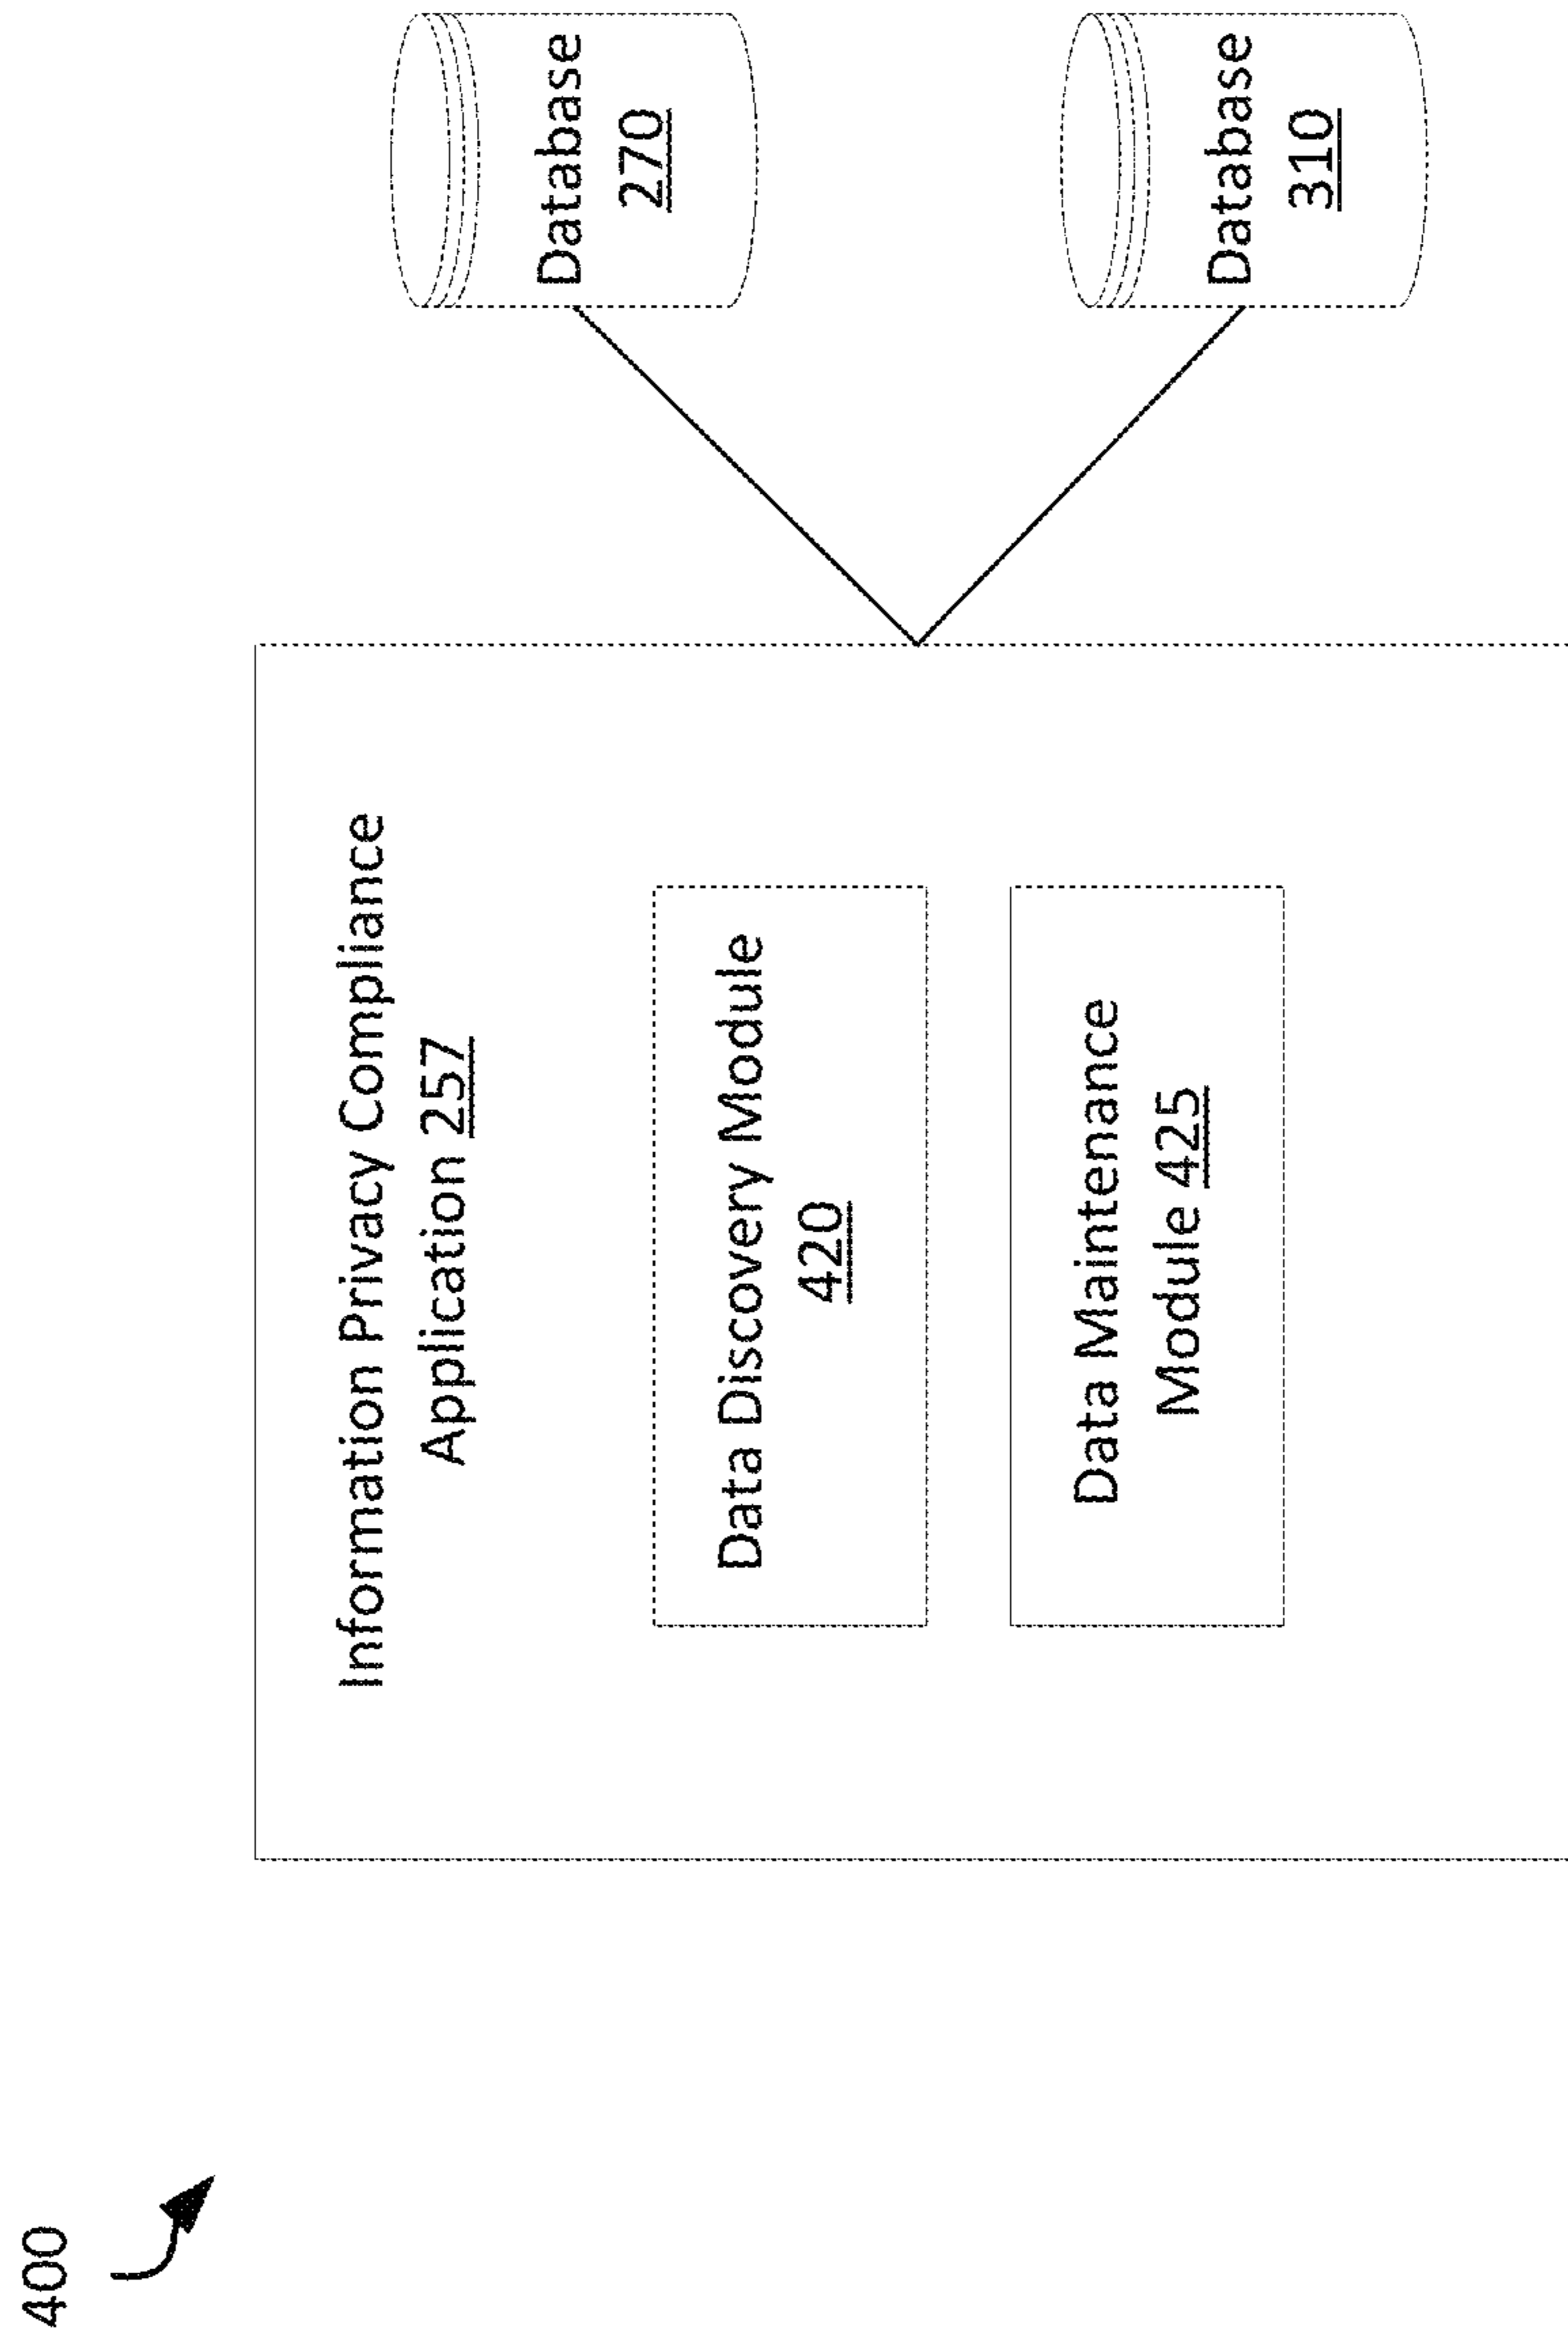 400
Information Privacy Compliance
Application 257
Data Discovery Module
420
Data Maintenance
Module 425
Database
270
Database
310